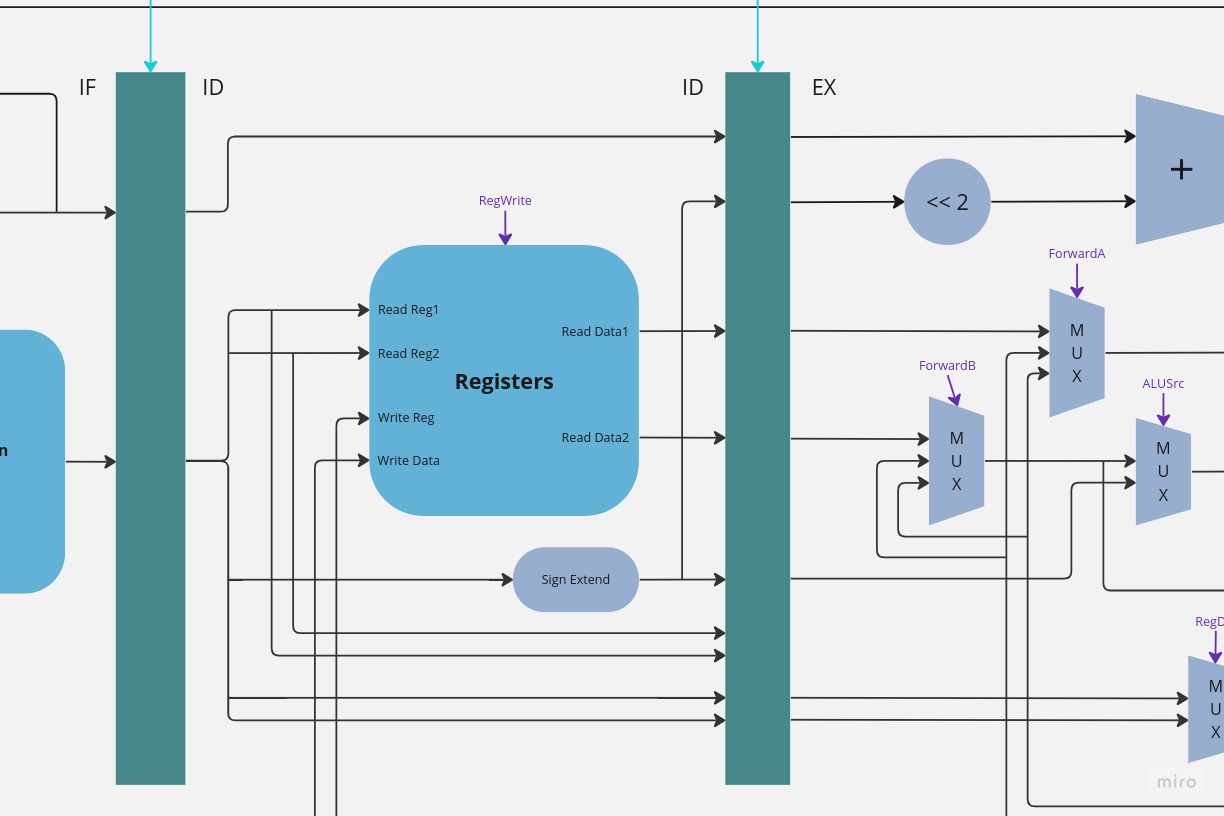 IF
ID
ID
EX
RegWrite
<< 2
+
ForwardA
Read Reg1
Read Data1
Read Reg2
M
U
X
Registers
ForwardB
ALUSrc
Write Reg
Read Data2
M
U
X
M
U
X
n
Write Data
Sign Extend
RegD
M
U
X
miro